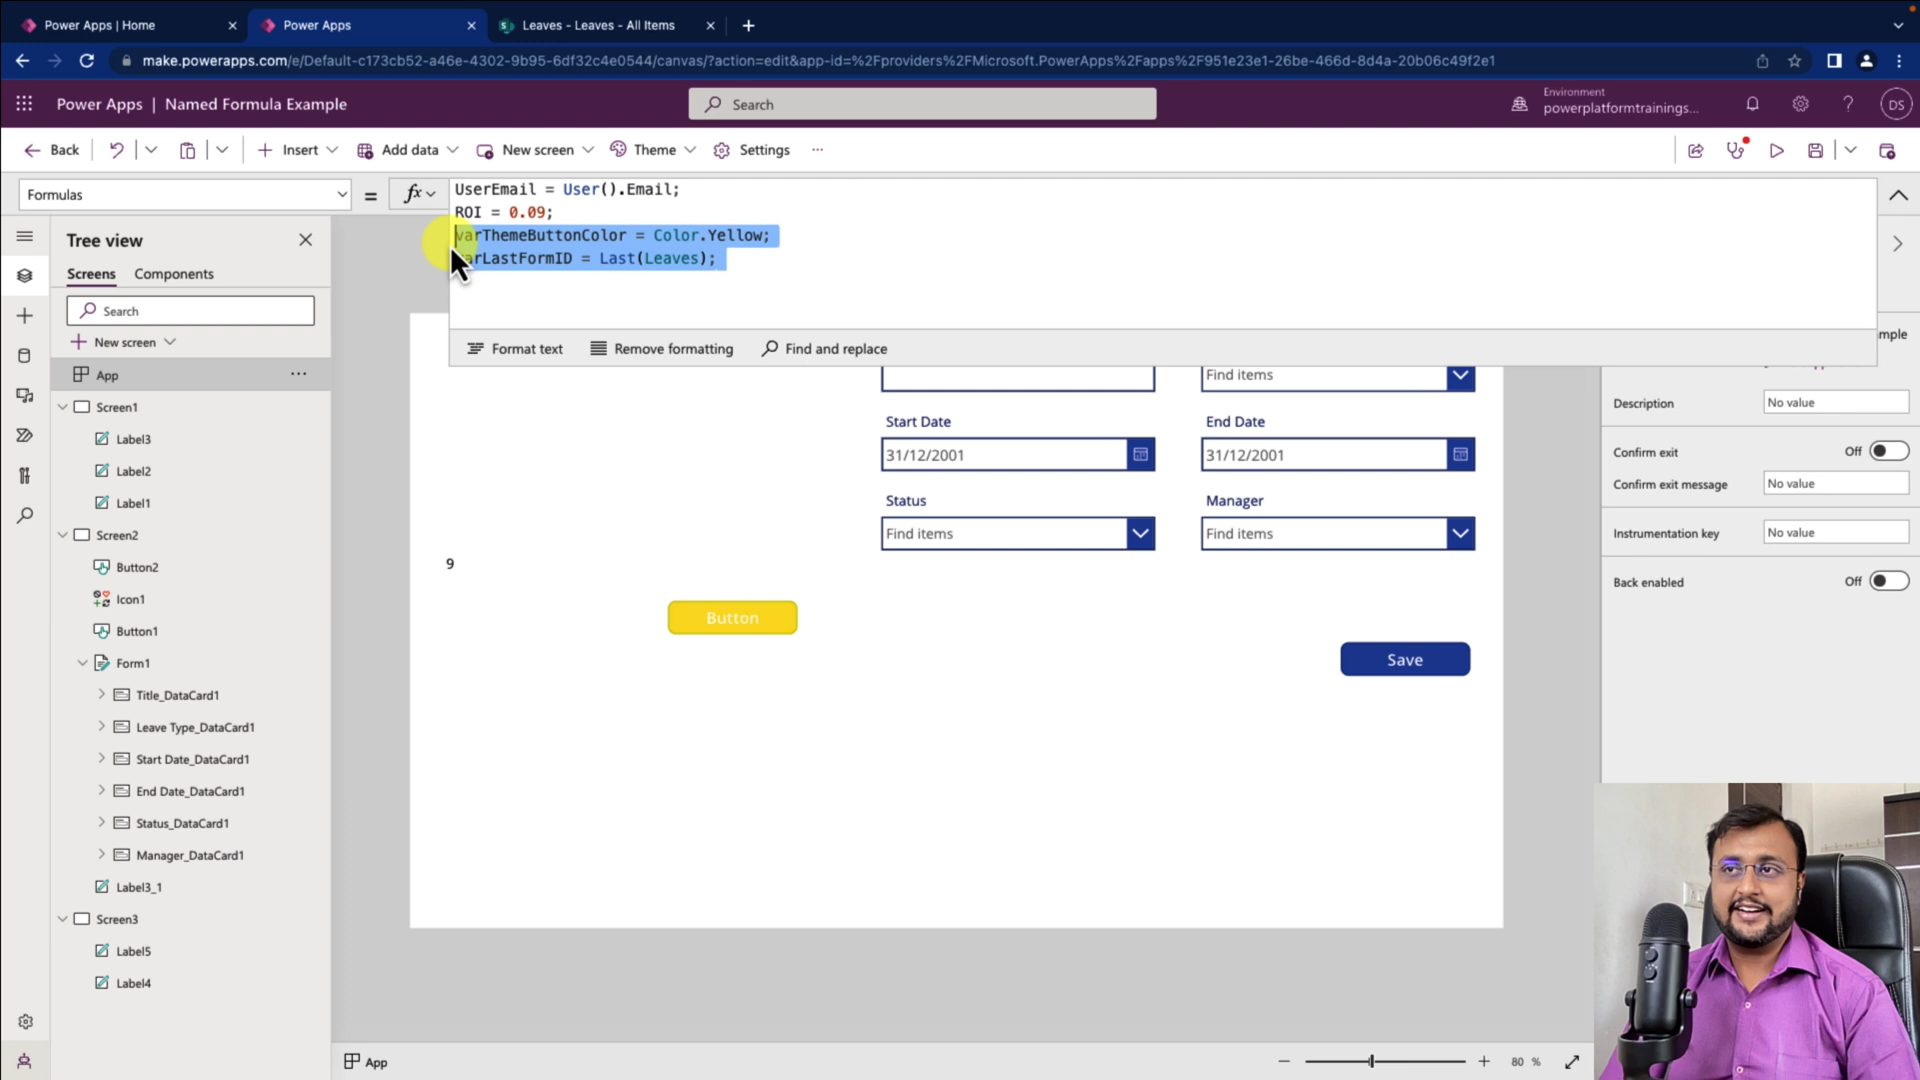 Power Apps | Home
Power Apps
Leaves - Leaves - All Items
make.powerapps.com/e/Default-c173cb52-a46e-4302-9b95-6df32c4e0544/canvas/?action=edit&app-id=%2Fproviders%2FMicrosoft.PowerApps%2Fapps%2F951e23e1-26be-466d-8d4a-20b06c49f2e1
Power Apps | Named Formula Example
Search
Environment
powerplatformtrainings...
DS
Back
Insert
Add data
New screen
Theme
Settings
Formulas
=
fx
UserEmail = User().Email;
ROI = 0.09;
varThemeButtonColor = Color.Yellow;
varLastFormID = Last(Leaves);
Format text
Remove formatting
Find and replace
Tree view
Screens
Components
Search
New screen
App
Screen1
Label3
Label2
Label1
Screen2
Button2
Icon1
Button1
Form1
Title_DataCard1
Leave Type_DataCard1
Start Date_DataCard1
End Date_DataCard1
Status_DataCard1
Manager_DataCard1
Label3_1
Screen3
Label5
Label4
Find items
Start Date
End Date
31/12/2001
31/12/2001
Status
Manager
Find items
Find items
9
Button
Save
mple
Description
No value
Confirm exit
Off
Confirm exit message
No value
Instrumentation key
No value
Back enabled
Off
App
80 %